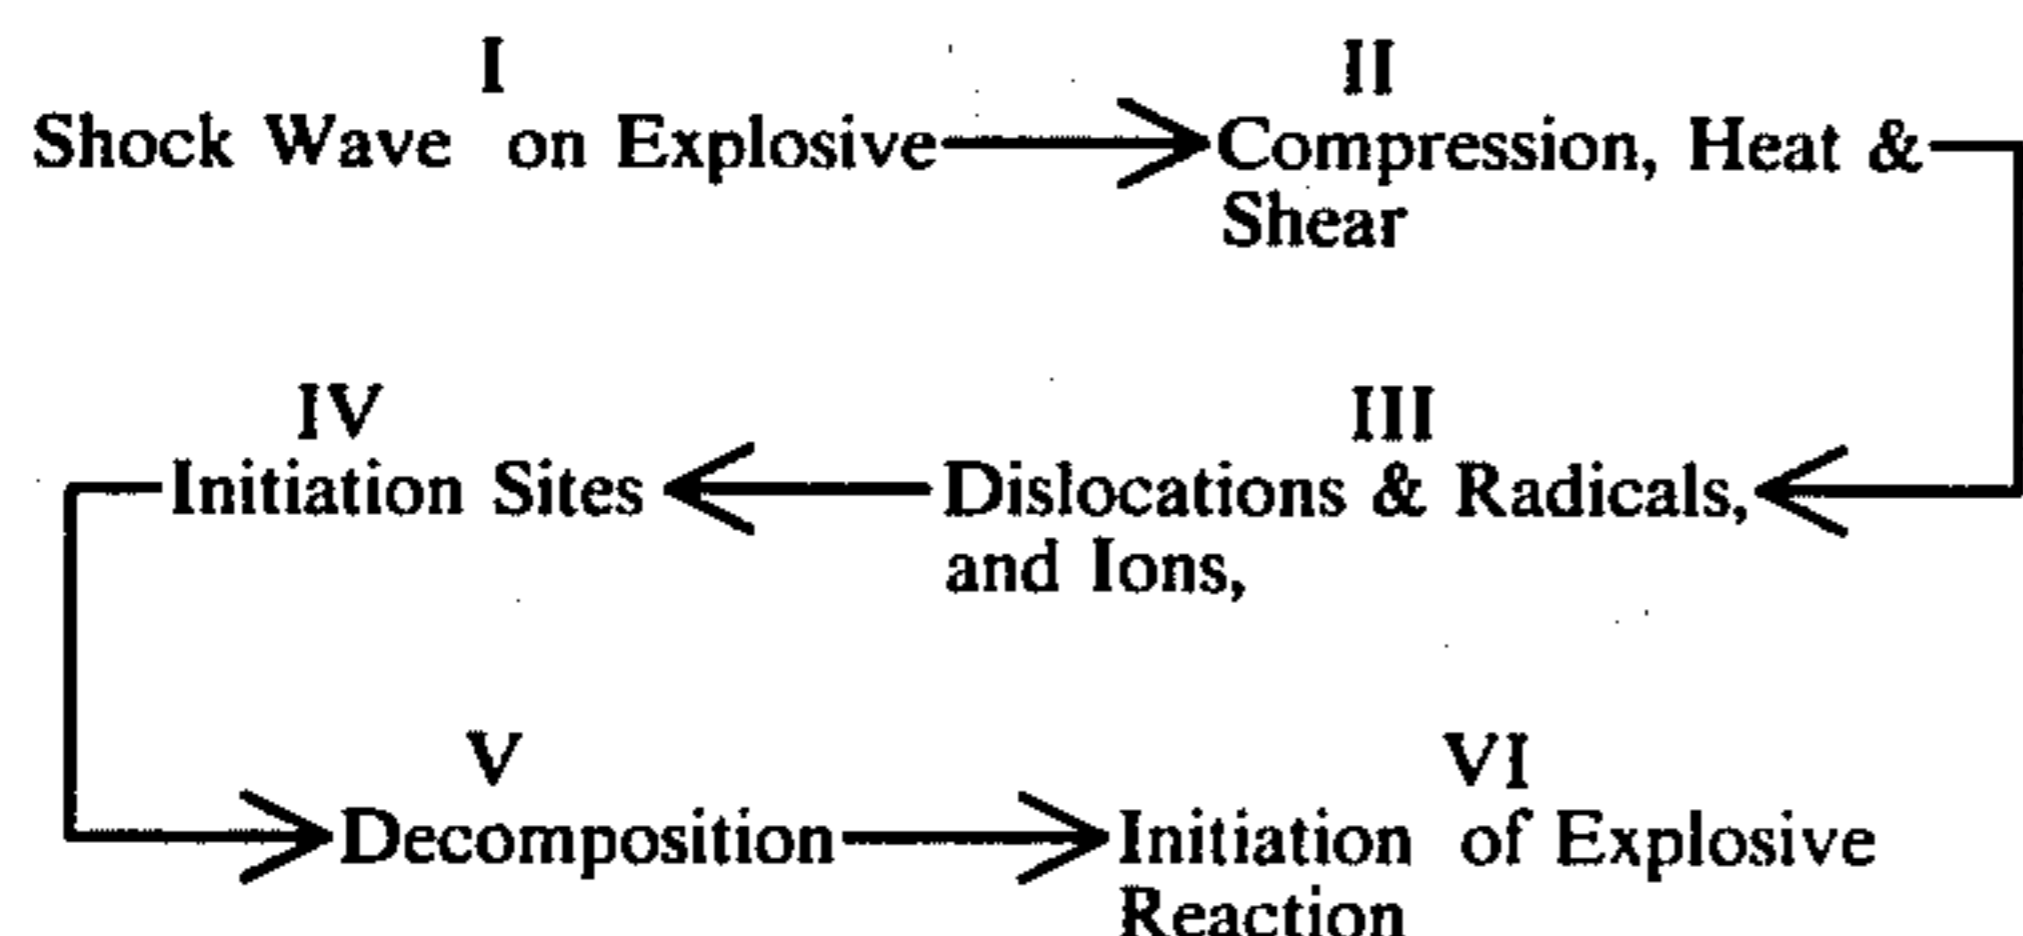 I
Shock Wave on Explosive
II
Compression, Heat &
Shear
III
Dislocations & Radicals,
and Ions,
IV
Initiation Sites
V
Decomposition
VI
Initiation of Explosive
Reaction